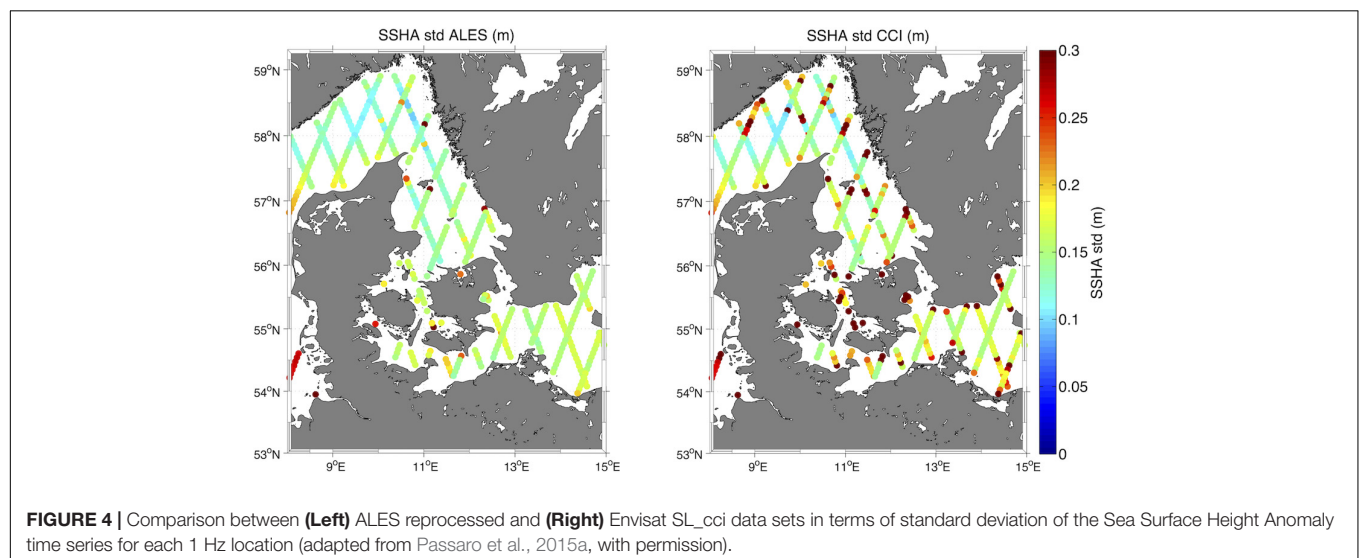 SSHA std ALES (m)
59°N
58°N
57°N
56°N
55°N
54°N
53°N
9°E
11°E
13°E
15°E
SSHA std CCI (m)
59°N
58°N
57°N
56°N
55°N
54°N
53°N
9°E
11°E
13°E
15°E
0.3
0.25
0.2
0.15
0.1
0.05
0
SSHA std (m)
FIGURE 4 | Comparison between (Left) ALES reprocessed and (Right) Envisat SL_cci data sets in terms of standard deviation of the Sea Surface Height Anomaly
time series for each 1 Hz location (adapted from Passaro et al., 2015a, with permission).